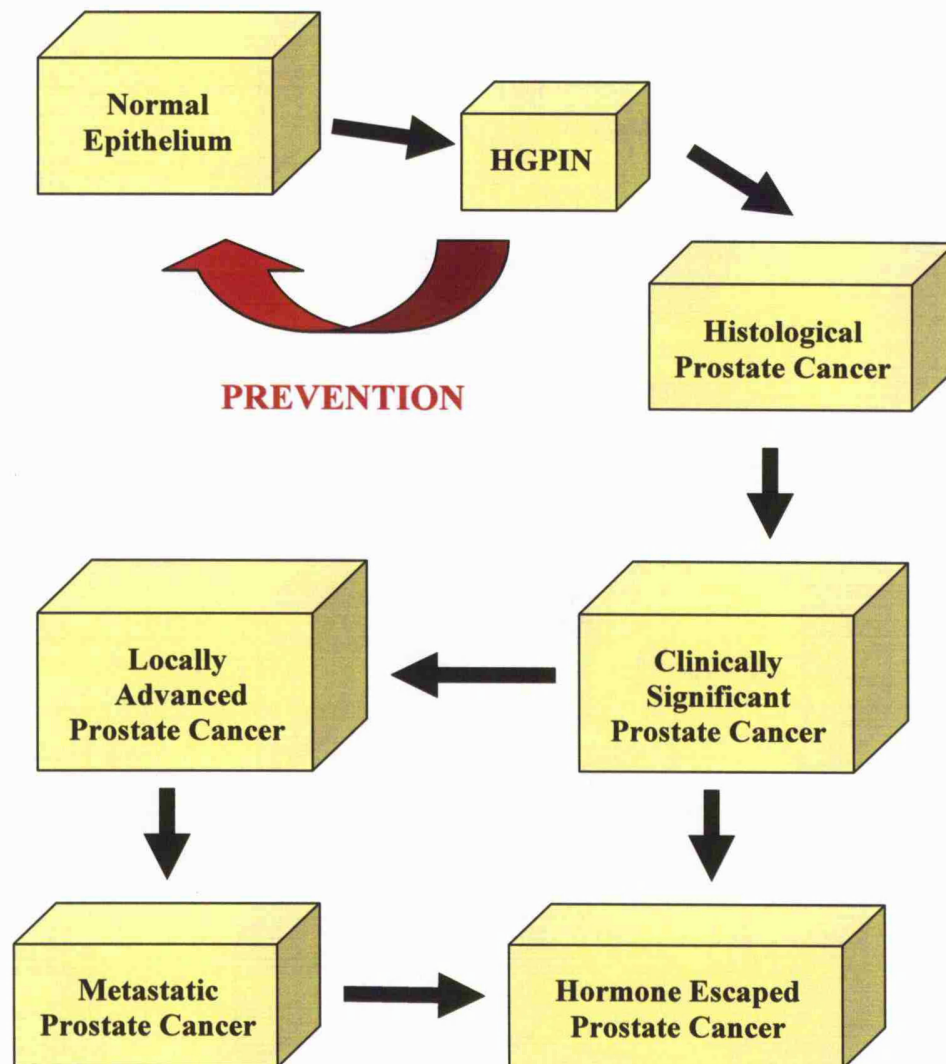 Normal
Epithelium
HGPIN
Histological
Prostate Cancer
PREVENTION
Locally
Advanced
Prostate Cancer
Clinically
Significant
Prostate Cancer
Metastatic
Prostate Cancer
Hormone Escaped
Prostate Cancer